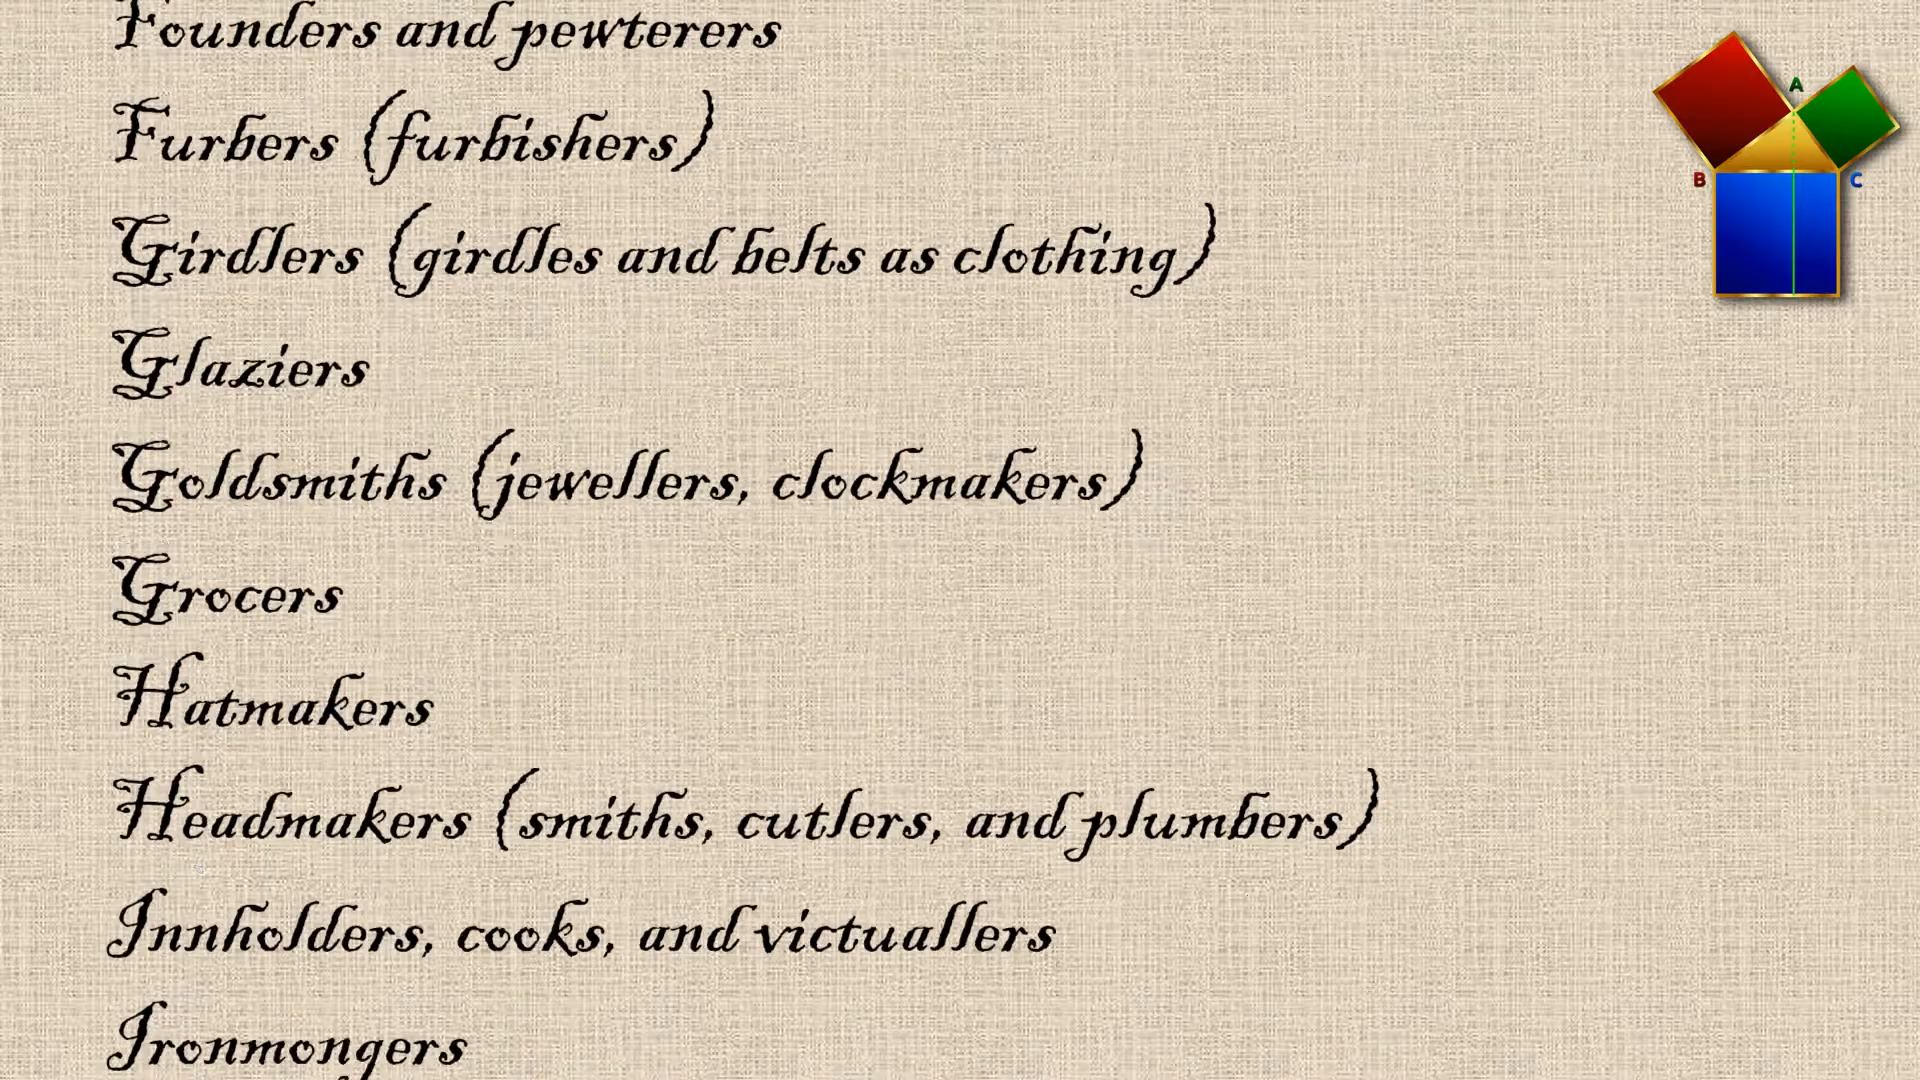 Founders and pewterers
Furbers (furbishers)
Girdlers (girdles and belts as clothing)
Glaziers
Goldsmiths (jewellers, clockmakers)
Grocers
Hatmakers
Headmakers (smiths, cutlers, and plumbers)
Innholders, cooks, and victuallers
Ironmongers
A
B
C